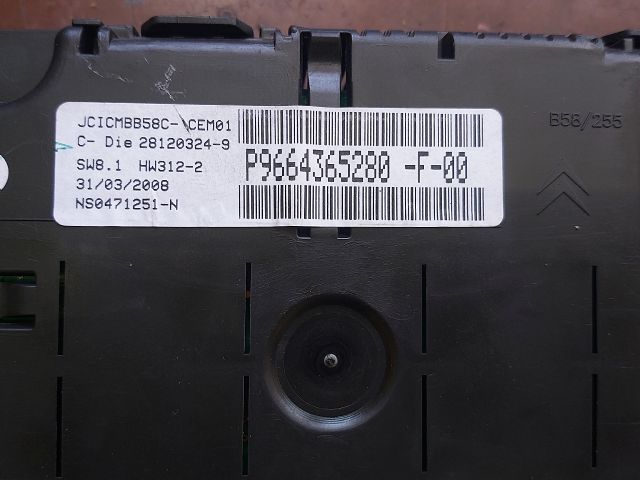 JCICMBB58C- CEM01
C- Die 28120324-9
SW8.1 HW312-2
31/03/2008
NS0471251-N
P9664365280 -F-00
B58/255